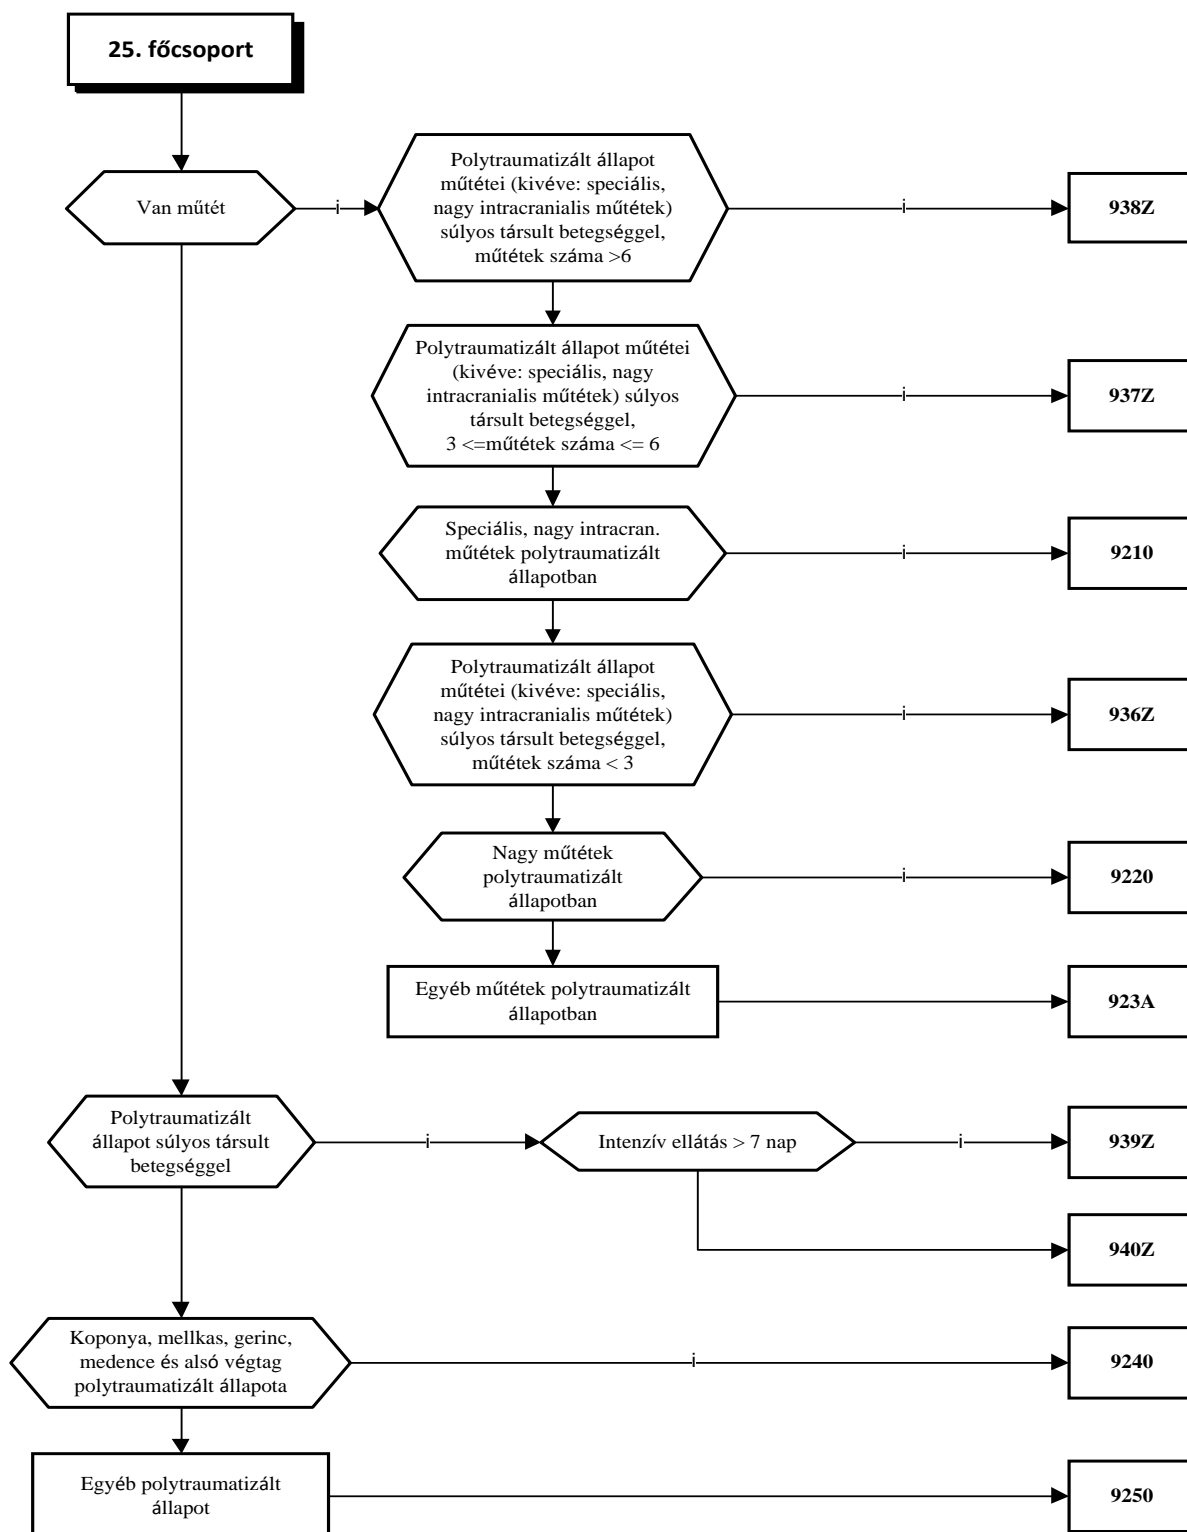 25. főcsoport
Van műtét
i
Polytraumatizált állapot
műtétei (kivéve: speciális,
nagy intracranialis műtétek)
súlyos társult betegséggel,
műtétek száma >6
i
938Z
Polytraumatizált állapot műtétei
(kivéve: speciális, nagy
intracranialis műtétek) súlyos
társult betegséggel,
3 <=műtétek száma <= 6
i
937Z
Speciális, nagy intracran.
műtétek polytraumatizált
állapotban
i
9210
Polytraumatizált állapot
műtétei (kivéve: speciális,
nagy intracranialis műtétek)
súlyos társult betegséggel,
műtétek száma < 3
i
936Z
Nagy műtétek
polytraumatizált
állapotban
i
9220
Egyéb műtétek polytraumatizált
állapotban
923A
Polytraumatizált
állapot súlyos társult
betegséggel
i
Intenzív ellátás > 7 nap
i
939Z
940Z
Koponya, mellkas, gerinc,
medence és alsó végtag
polytraumatizált állapota
i
9240
Egyéb polytraumatizált
állapot
9250